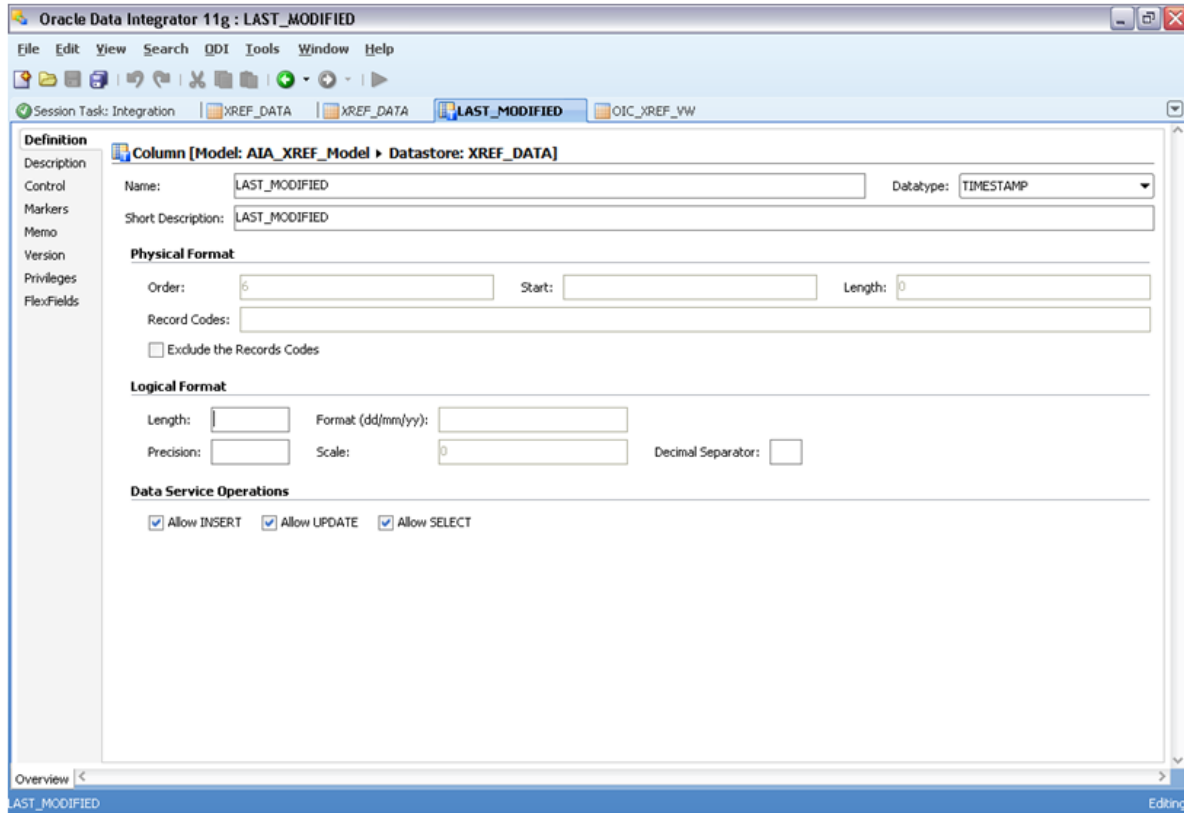 Oracle Data Integrator 11g : LAST_MODIFIED
File Edit View Search ODI Tools Window Help
Session Task: Integration XREF_DATA XREF_DATA LAST_MODIFIED OIC_XREF_VW
Definition
Description
Control
Markers
Memo
Version
Privileges
FlexFields
Column [Model: AIA_XREF_Model ▸ Datastore: XREF_DATA]
Name: LAST_MODIFIED Datatype: TIMESTAMP
Short Description: LAST_MODIFIED
Physical Format
Order: 6 Start: Length: 0
Record Codes:
Exclude the Records Codes
Logical Format
Length: Format (dd/mm/yy):
Precision: Scale: 0 Decimal Separator:
Data Service Operations
Allow INSERT Allow UPDATE Allow SELECT
Overview
LAST_MODIFIED Editing